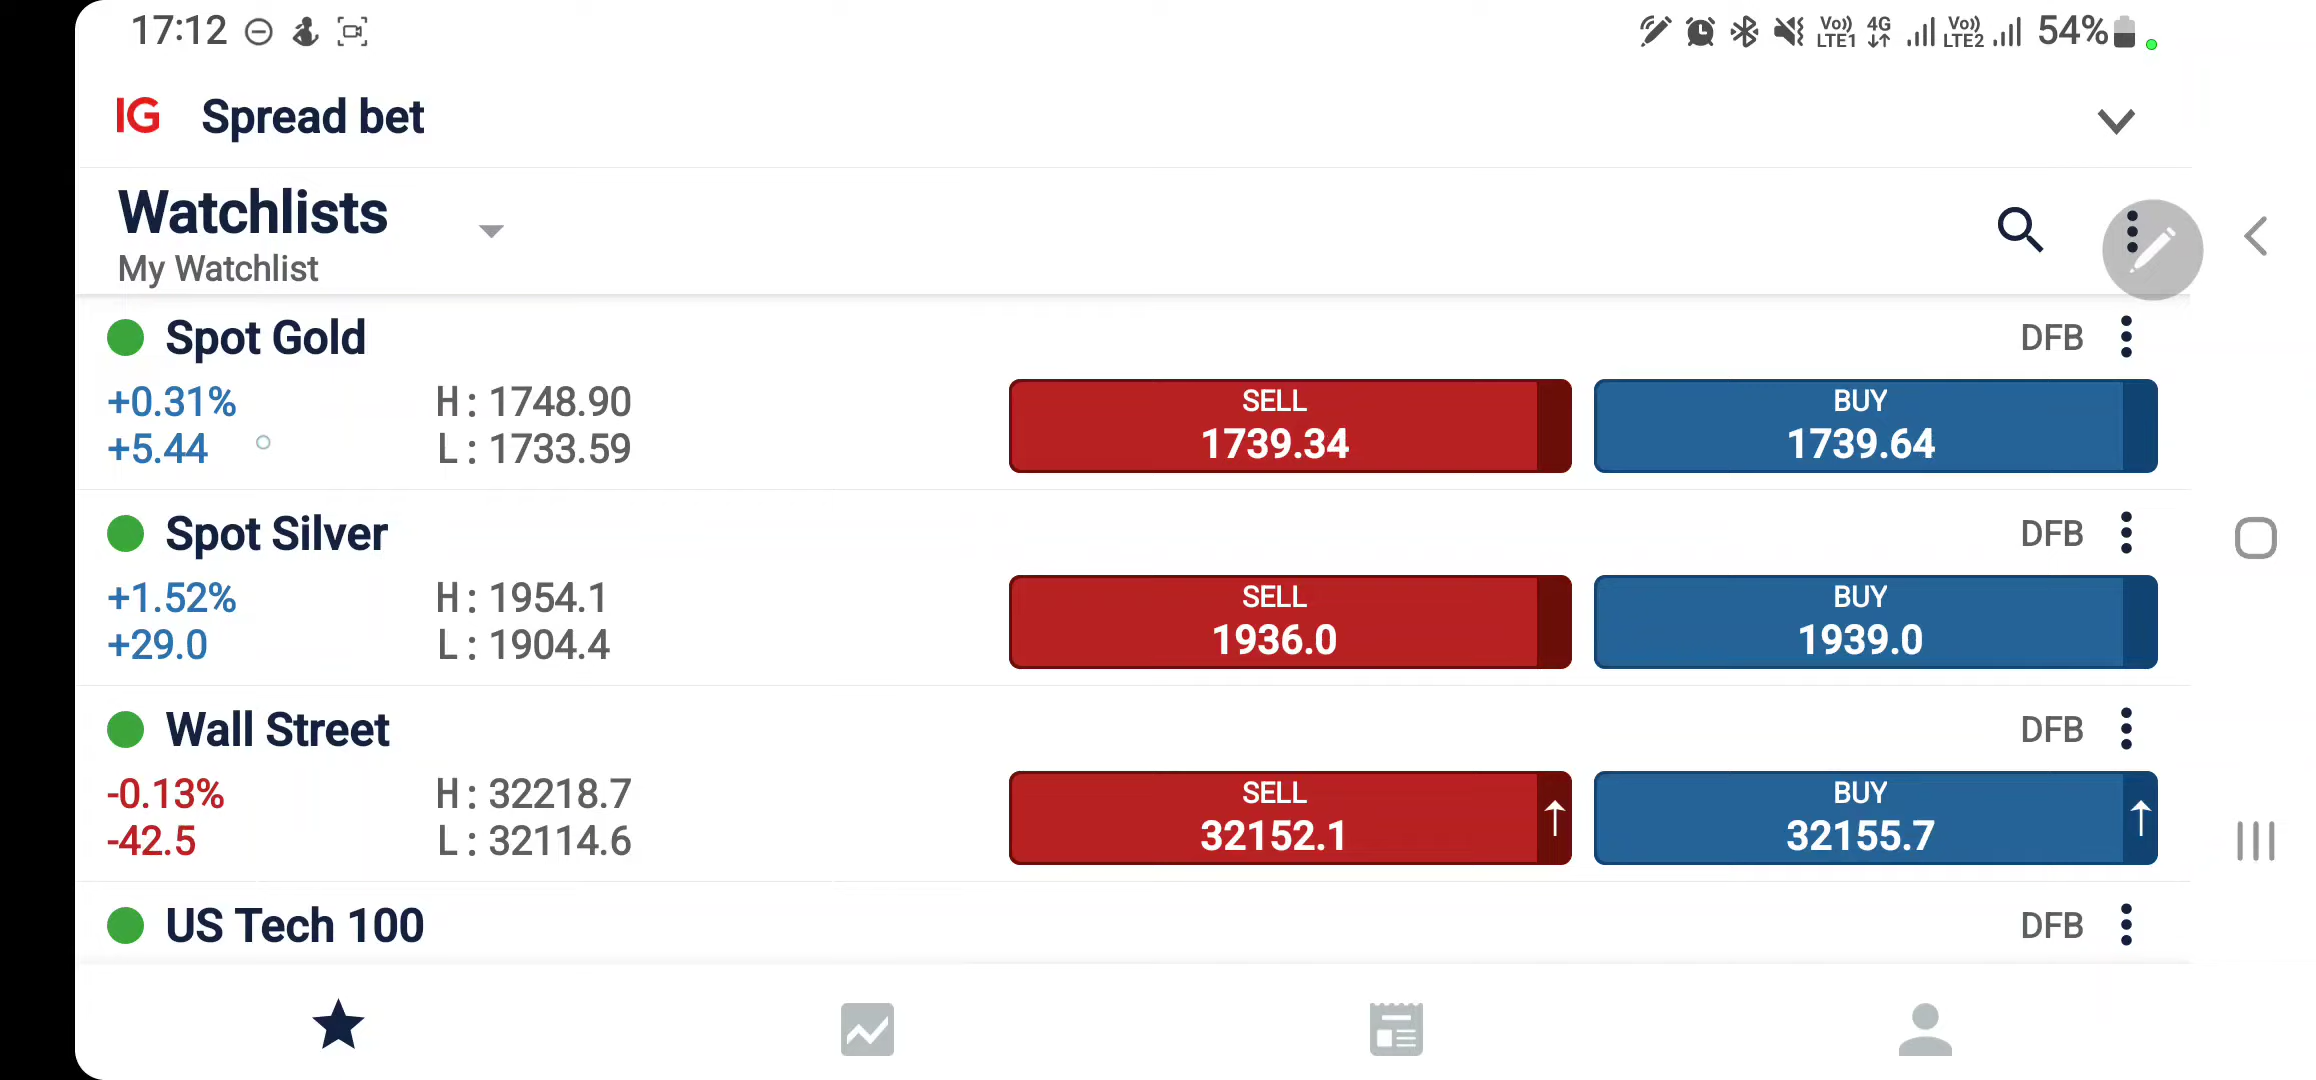 17:12
Vo)) LTE1 4G Vo)) LTE2 54%
IG Spread bet
Watchlists
My Watchlist
Spot Gold DFB
+0.31% H: 1748.90 SELL BUY
+5.44 L: 1733.59 1739.34 1739.64
Spot Silver DFB
+1.52% H: 1954.1 SELL BUY
+29.0 L: 1904.4 1936.0 1939.0
Wall Street DFB
-0.13% H: 32218.7 SELL BUY
-42.5 L: 32114.6 32152.1 32155.7
US Tech 100 DFB